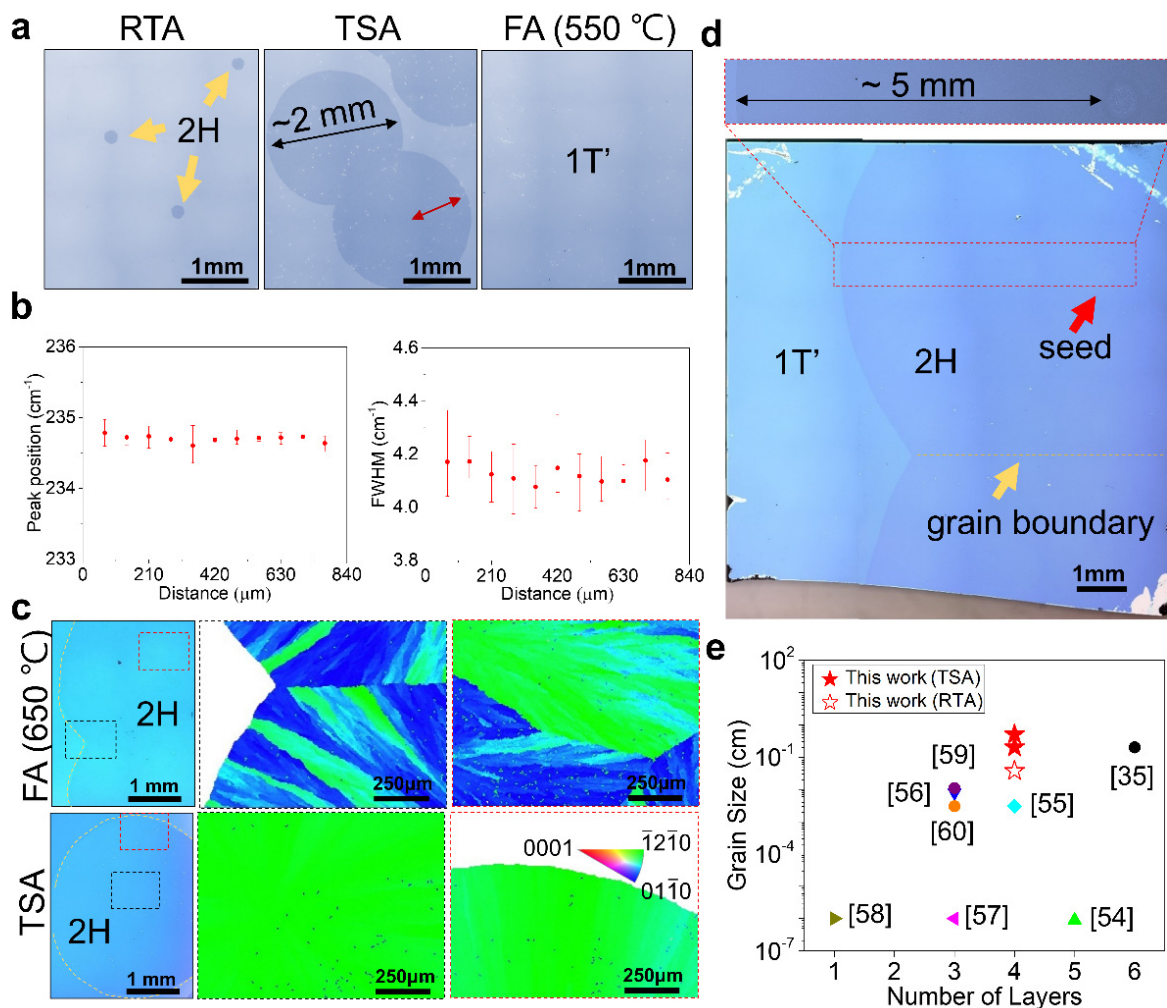 a
RTA
TSA
FA (550 ℃)
2H
~2 mm
1T'
1mm
1mm
1mm
b
236
235
234
233
Peak position (cm⁻¹)
0 210 420 630 840
Distance (μm)
4.6
4.4
4.2
4.0
3.8
FWHM (cm⁻¹)
0 210 420 630 840
Distance (μm)
c
FA (650 ℃)
2H
1 mm
250μm
250μm
TSA
2H
1 mm
250μm
0001
1̅21̅0
011̅0
250μm
d
~ 5 mm
1T'
2H
seed
grain boundary
1mm
e
Grain Size (cm)
10²
10⁻¹
10⁻⁴
10⁻⁷
This work (TSA)
This work (RTA)
[59]
[56]
[60]
[55]
[35]
[58]
[57]
[54]
1 2 3 4 5 6
Number of Layers